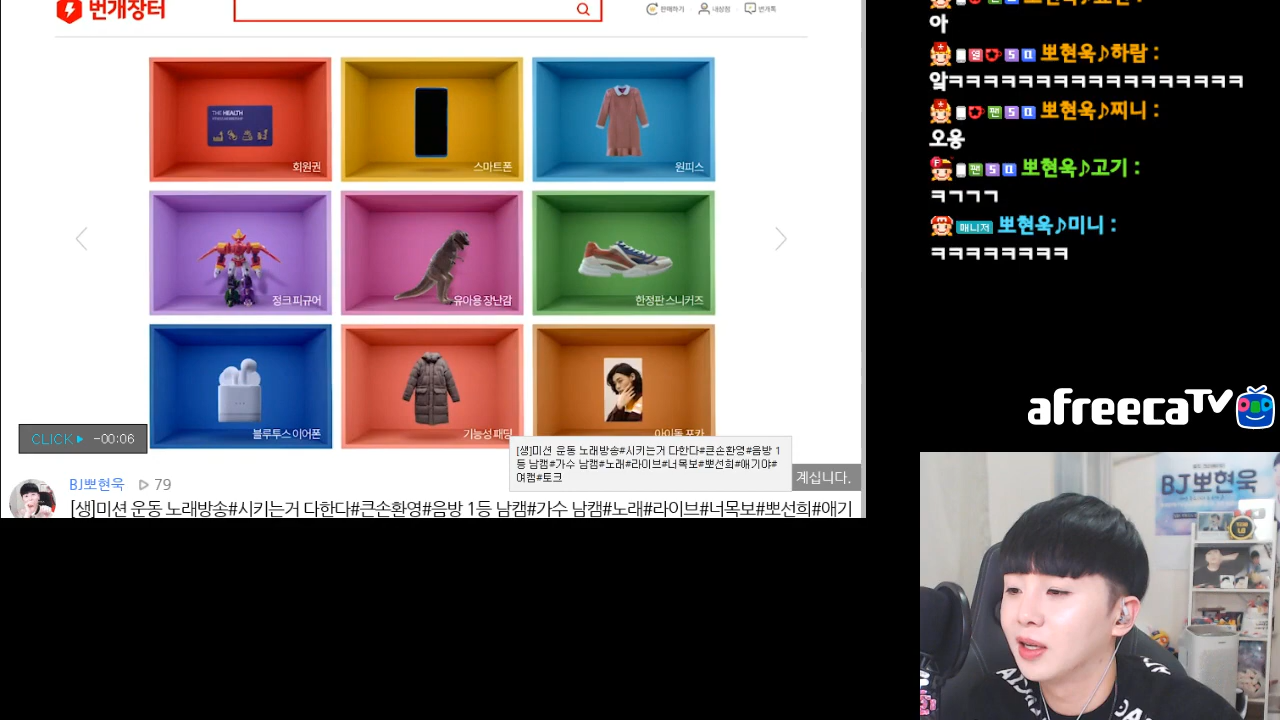 번개장터
판매하기
내상점
번개톡
THE HEALTH
회원권
스마트폰
원피스
정크 피규어
유아용 장난감
한정판 스니커즈
블루투스 이어폰
기능성 패딩
아이돌 포카
CLICK -00:06
[생]미션 운동 노래방송#시키는거 다한다#큰손환영#음방 1
등 남캠#가수 남캠#노래#라이브#너목보#뽀선희#애기야#
여캠#토크
계십니다.
BJ뽀현욱 79
[생]미션 운동 노래방송#시키는거 다한다#큰손환영#음방 1등 남캠#가수 남캠#노래#라이브#너목보#뽀선희#애기
아
열 5 뽀현욱♪하람 :
앜ㅋㅋㅋㅋㅋㅋㅋㅋㅋㅋㅋㅋㅋㅋㅋㅋㅋ
팬 5 뽀현욱♪찌니 :
오옹
팬 5 뽀현욱♪고기 :
ㅋㄱㄱㄱ
매니저 뽀현욱♪미니 :
ㅋㅋㅋㅋㅋㅋㅋㅋ
afreecaTV
BJ뽀현욱